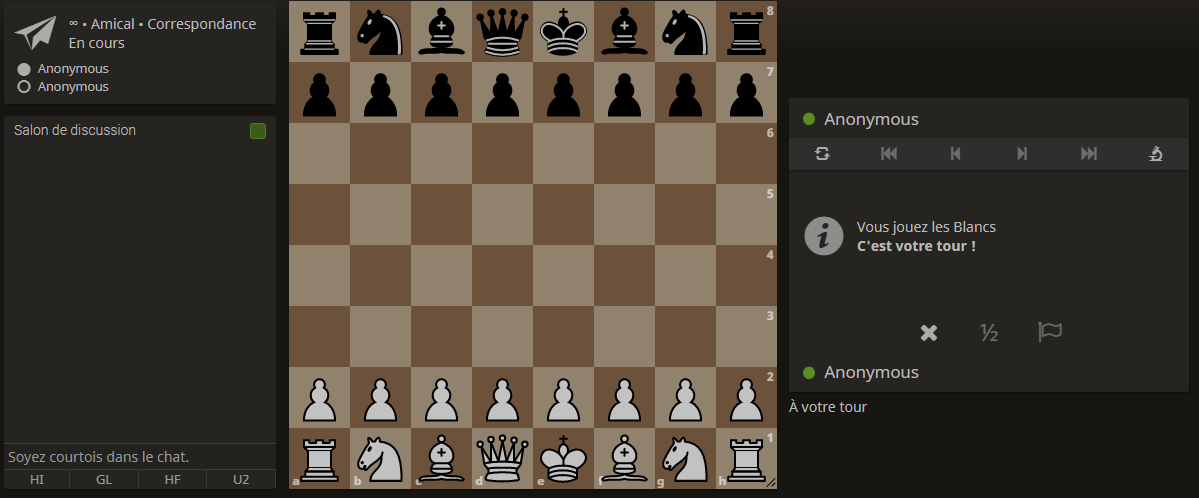 ∞ • Amical • Correspondance
En cours
Anonymous
Anonymous
Salon de discussion
Soyez courtois dans le chat.
HI GL HF U2
8
7
6
5
4
3
2
1
a b c d e f g h
Anonymous
Vous jouez les Blancs
C'est votre tour !
½
Anonymous
À votre tour